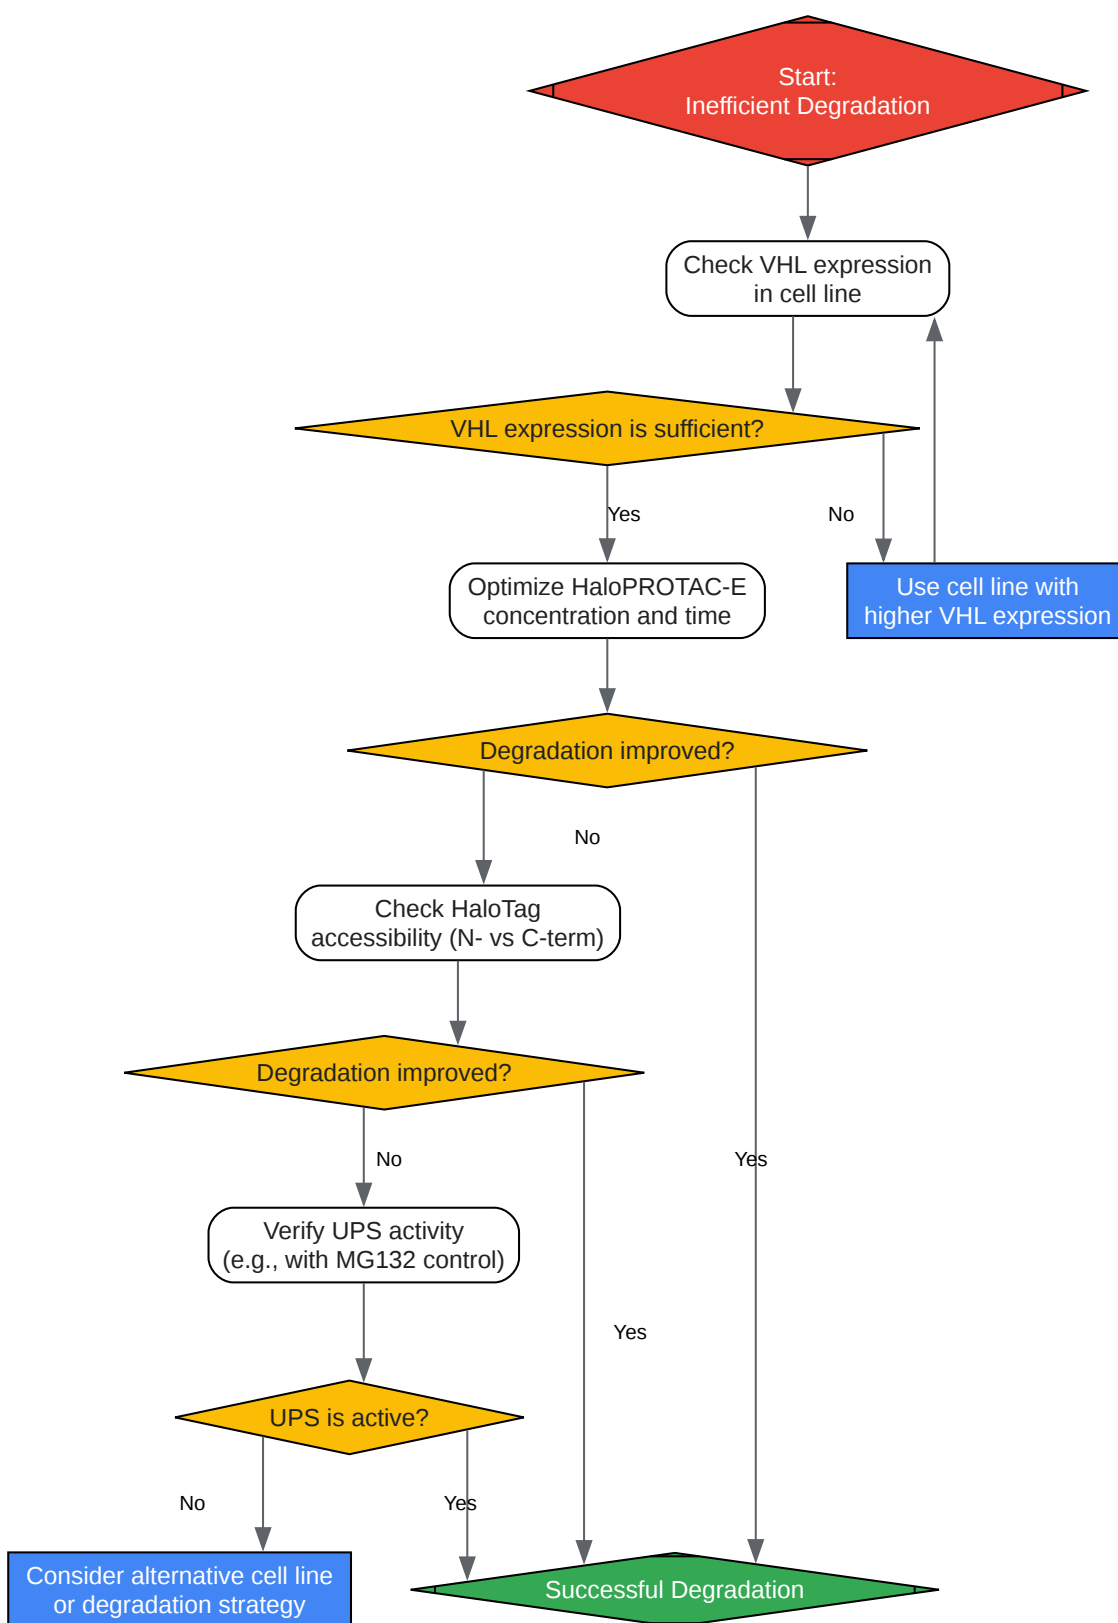 Start:
Inefficient Degradation
Check VHL expression
in cell line
VHL expression is sufficient?
Yes
No
Optimize HaloPROTAC-E
concentration and time
Use cell line with
higher VHL expression
Degradation improved?
No
Check HaloTag
accessibility (N- vs C-term)
Degradation improved?
No
Yes
Verify UPS activity
(e.g., with MG132 control)
Yes
UPS is active?
No
Yes
Consider alternative cell line
or degradation strategy
Successful Degradation